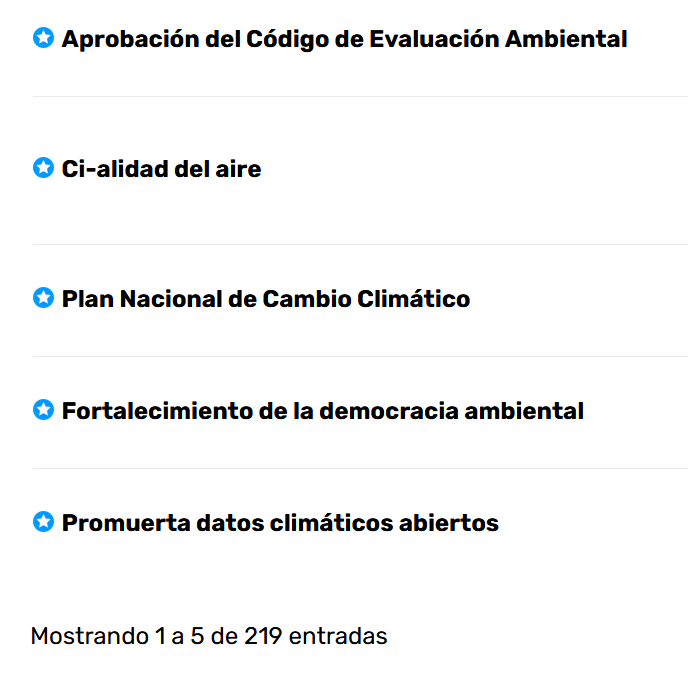 Aprobación del Código de Evaluación Ambiental
Ci-alidad del aire
Plan Nacional de Cambio Climático
Fortalecimiento de la democracia ambiental
Promuerta datos climáticos abiertos
Mostrando 1 a 5 de 219 entradas